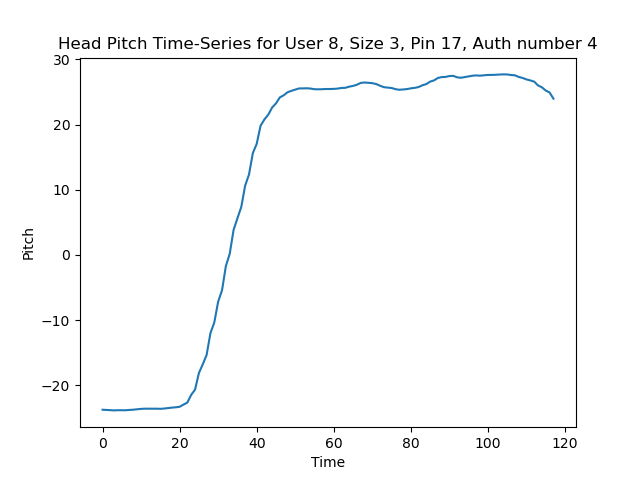 Head Pitch Time-Series for User 8, Size 3, Pin 17, Auth number 4
30
20
10
0
−10
−20
Pitch
0 20 40 60 80 100 120
Time